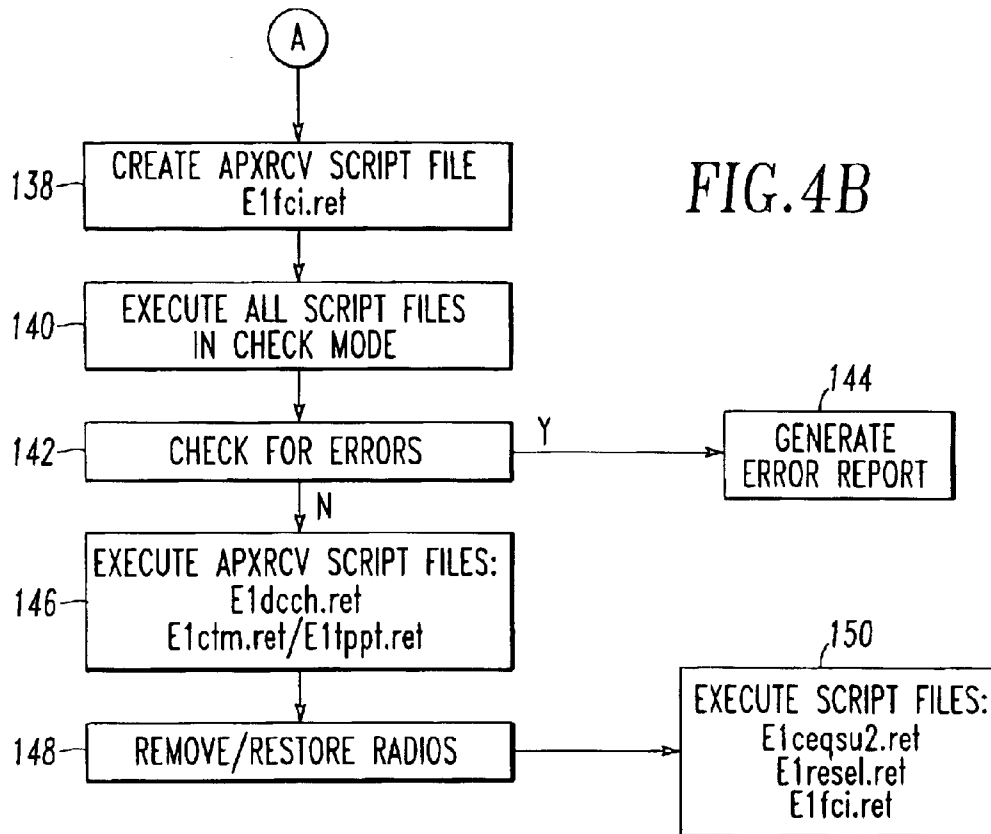 A
CREATE APXRCV SCRIPT FILE
E1fci.ret
138
FIG.4B
EXECUTE ALL SCRIPT FILES
IN CHECK MODE
140
CHECK FOR ERRORS
142
Y
144
GENERATE
ERROR REPORT
N
EXECUTE APXRCV SCRIPT FILES:
E1dcch.ret
E1ctm.ret/E1tppt.ret
146
REMOVE/RESTORE RADIOS
148
150
EXECUTE SCRIPT FILES:
E1ceqsu2.ret
E1resel.ret
E1fci.ret